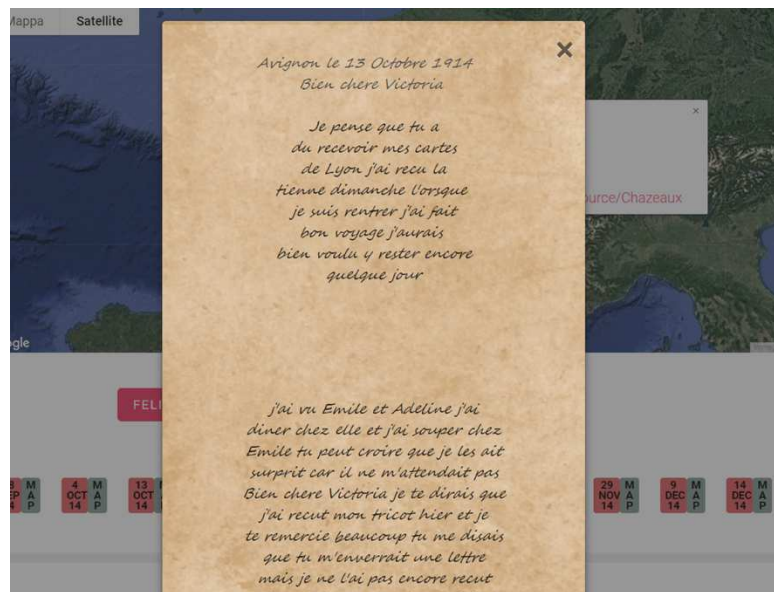 Mappa Satellite
Avignon le 13 Octobre 1914
Bien chere Victoria
Je pense que tu a
du recevoir mes cartes
de Lyon j'ai recu la
tienne dimanche l'orsque
je suis rentrer j'ai fait
bon voyage j'aurais
bien voulu y rester encore
quelque jour
j'ai vu Emile et Adeline j'ai
diner chez elle et j'ai souper chez
Emile tu peut croire que je les ait
surprit car il ne m'attendait pas
Bien chere Victoria je te dirais que
j'ai recut mon tricot hier et je
te remercie beaucoup tu me disais
que tu m'enverrait une lettre
mais je ne l'ai pas encore recut
×
urce/Chazeaux
gle
FELI
4 OCT 14 MAP
13 OCT 14
29 NOV 14 MAP
9 DEC 14 MAP
14 DEC 14 MAP